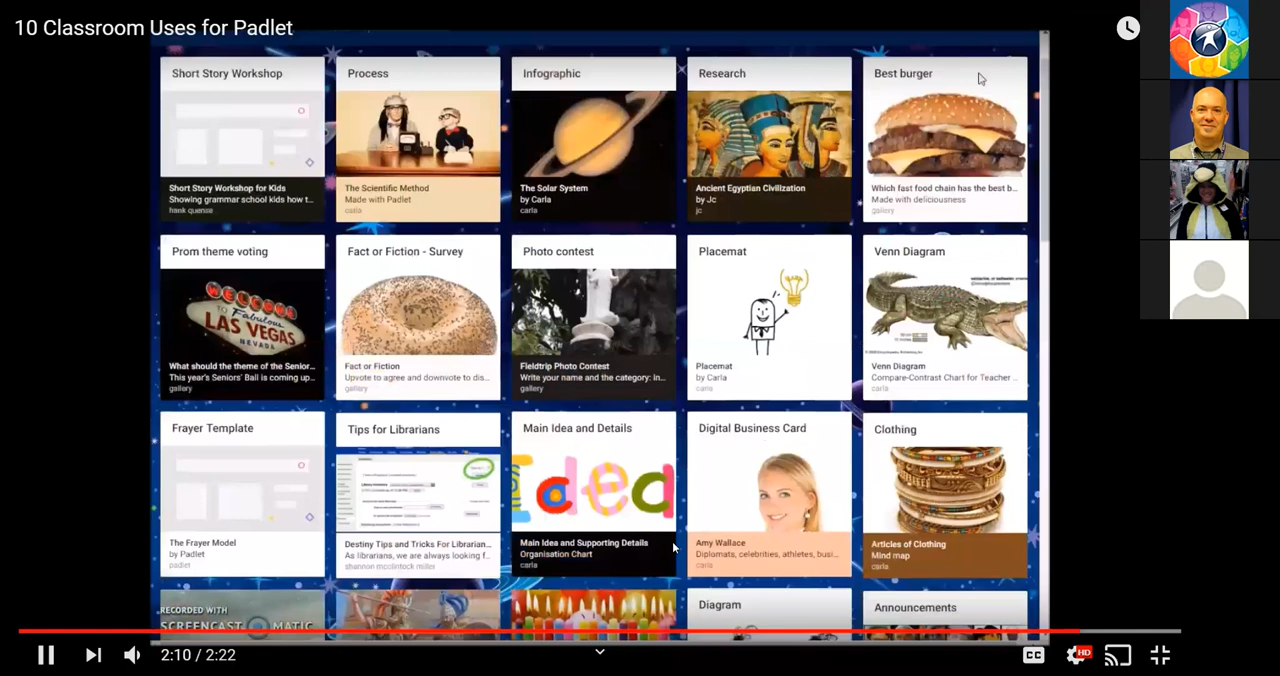 10 Classroom Uses for Padlet
Short Story Workshop
Short Story Workshop for Kids
Showing grammar school kids how t...
hank quense
Process
The Scientific Method
Made with Padlet
carla
Infographic
The Solar System
by Carla
carla
Research
Ancient Egyptian Civilization
by Jc
jc
Best burger
Which fast food chain has the best b...
Made with deliciousness
gallery
Prom theme voting
WELCOME
TO Fabulous
LAS VEGAS
NEVADA
What should the theme of the Senior...
This year's Seniors' Ball is coming up...
gallery
Fact or Fiction - Survey
Fact or Fiction
Upvote to agree and downvote to dis...
gallery
Photo contest
Fieldtrip Photo Contest
Write your name and the category: In...
gallery
Placemat
Placemat
by Carla
carla
Venn Diagram
Venn Diagram
Compare-Contrast Chart for Teacher ...
carla
Frayer Template
The Frayer Model
by Padlet
padlet
Tips for Librarians
Destiny Tips and Tricks For Librarian...
As librarians, we are always looking f...
shannon mcclintock miller
Main Idea and Details
Idea
Main Idea and Supporting Details
Organisation Chart
carla
Digital Business Card
Amy Wallace
Diplomats, celebrities, athletes, busi...
carla
Clothing
Articles of Clothing
Mind map
carla
RECORDED WITH
SCREENCAST MATIC
Diagram
Announcements
2:10 / 2:22
CC
HD